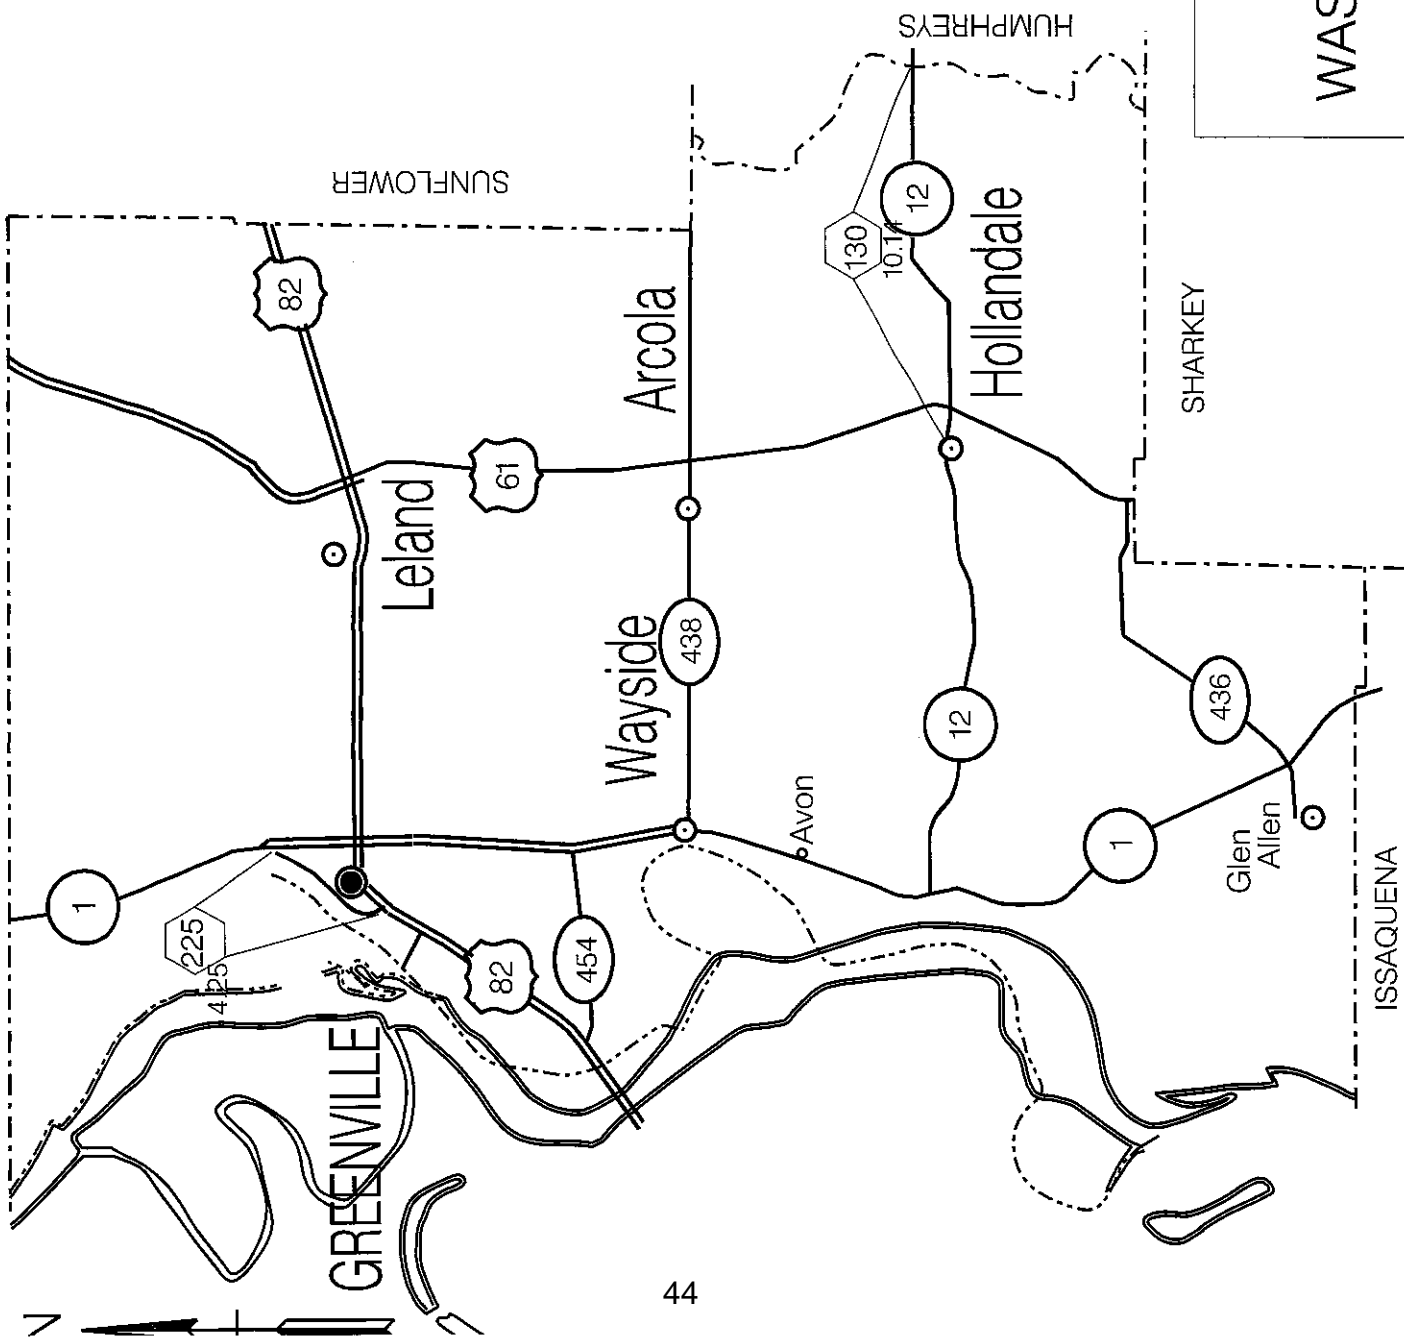 HUMPHREYS
WAS
SUNFLOWER
82
130
10.14
12
Hollandale
Arcola
SHARKEY
61
Leland
Wayside
438
12
436
Avon
1
Glen
Allen
1
225
4.25
454
82
ISSAQUENA
GREENVILLE
44
N